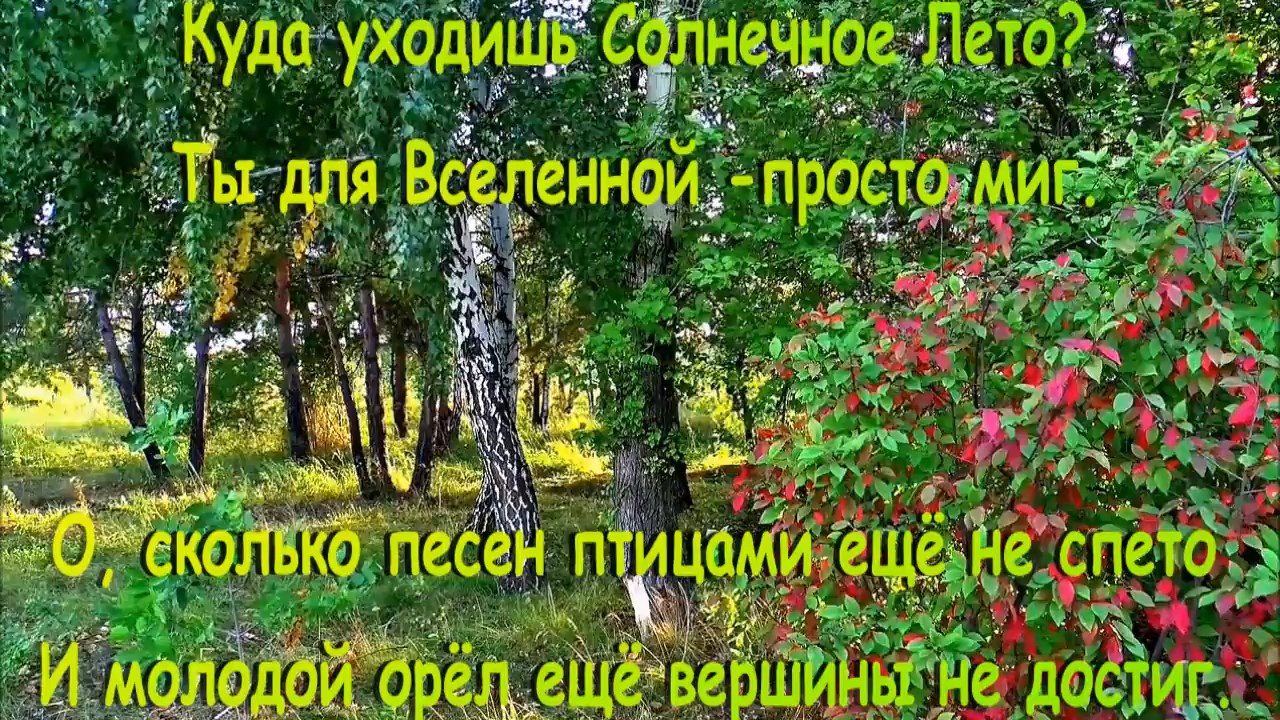 Куда уходишь Солнечное Лето?
Ты для Вселенной -просто миг.
О, сколько песен птицами ещё не спето
И молодой орёл ещё вершины не достиг.